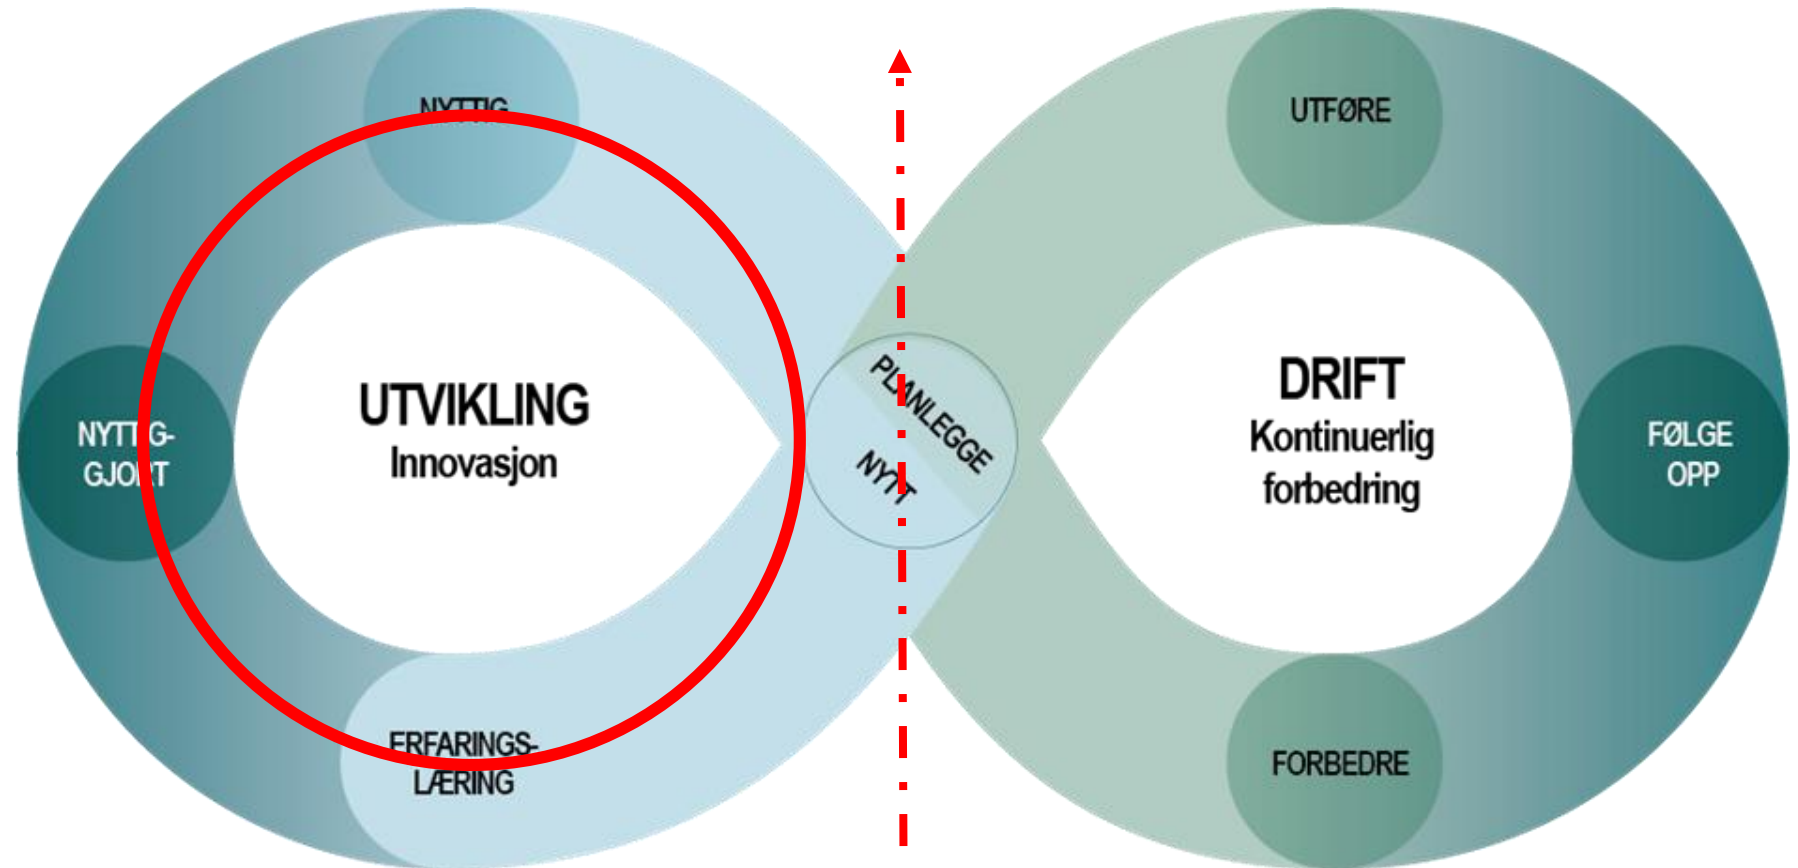 NYTTIG
UTFØRE
PLANLEGGE
NYTT
UTVIKLING
Innovasjon
DRIFT
Kontinuerlig
forbedring
NYTTIG-
GJORT
FØLGE
OPP
ERFARINGS-
LÆRING
FORBEDRE